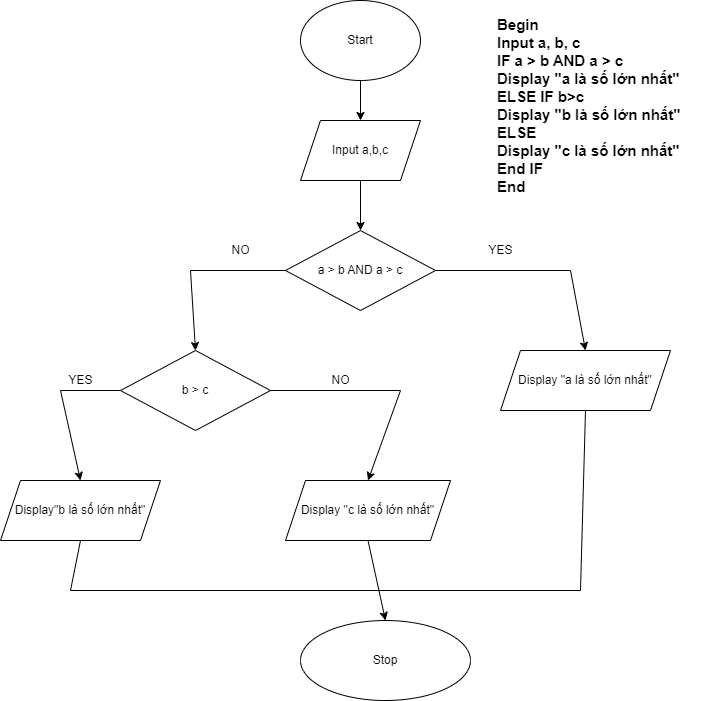 Start
Begin
Input a, b, c
IF a > b AND a > c
Display "a là số lớn nhất"
ELSE IF b>c
Display "b là số lớn nhất"
ELSE
Display "c là số lớn nhất"
End IF
End
Input a,b,c
NO
YES
a > b AND a > c
YES
NO
b > c
Display "a là số lớn nhất"
Display"b là số lớn nhất"
Display "c là số lớn nhất"
Stop